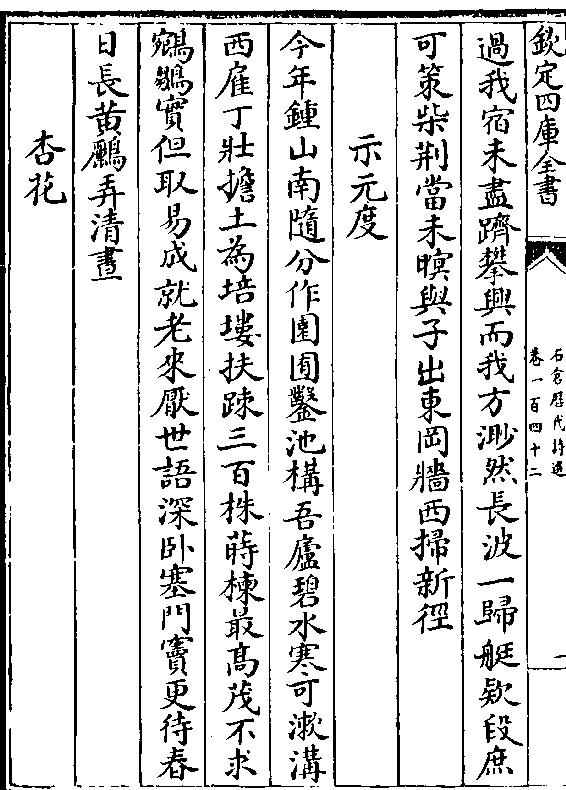 欽定四庫全書
石倉歷代詩選
卷一百四十二
一
過我宿未盡躋攀興而我方渺然長波一歸艇欵段庶
可策柴荆當未暝與子出東岡牆西掃新徑
示元度
今年鍾山南隨分作園囿鑿池構吾廬碧水寒可漱溝
西雇丁壯擔土為培塿扶踈三百株蒔楝最髙茂不求
鵷鶵實但取易成就老來厭世語深卧塞門竇更待春
日長黄鸝弄清晝
杏花